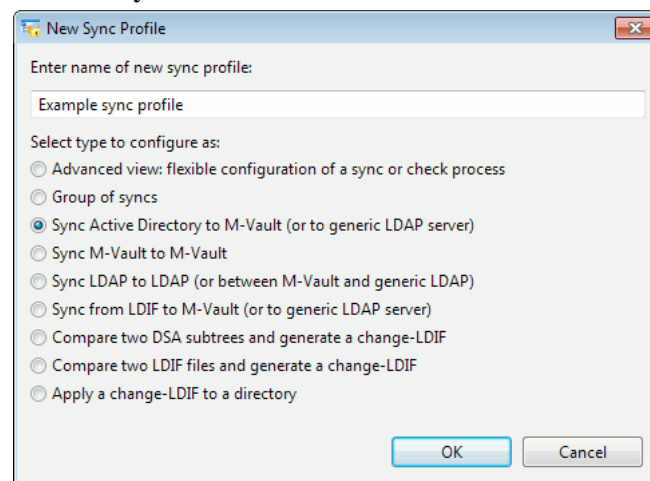 New Sync Profile
Enter name of new sync profile:
Example sync profile
Select type to configure as:
Advanced view: flexible configuration of a sync or check process
Group of syncs
Sync Active Directory to M-Vault (or to generic LDAP server)
Sync M-Vault to M-Vault
Sync LDAP to LDAP (or between M-Vault and generic LDAP)
Sync from LDIF to M-Vault (or to generic LDAP server)
Compare two DSA subtrees and generate a change-LDIF
Compare two LDIF files and generate a change-LDIF
Apply a change-LDIF to a directory
OK Cancel